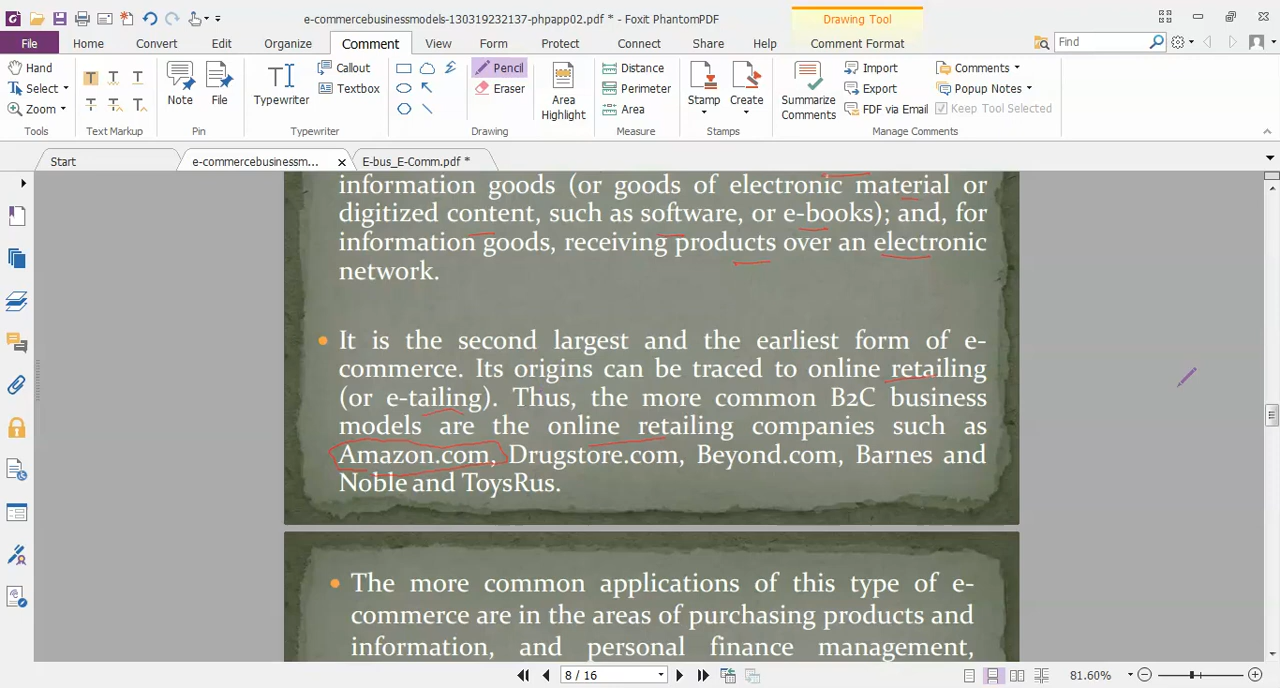 e-commercebusinessmodels-130319232137-phpapp02.pdf * - Foxit PhantomPDF
Drawing Tool
File Home Convert Edit Organize Comment View Form Protect Connect Share Help Comment Format Find
Hand
Select
Zoom
Tools
Text Markup
Note
File
Pin
Typewriter
Callout
Textbox
Typewriter
Pencil
Eraser
Drawing
Area Highlight
Distance
Perimeter
Area
Measure
Stamp
Create
Stamps
Summarize Comments
Import
Export
FDF via Email
Comments
Popup Notes
Keep Tool Selected
Manage Comments
Start e-commercebusinessm... E-bus_E-Comm.pdf *
information goods (or goods of electronic material or
digitized content, such as software, or e-books); and, for
information goods, receiving products over an electronic
network.
• It is the second largest and the earliest form of e-
commerce. Its origins can be traced to online retailing
(or e-tailing). Thus, the more common B2C business
models are the online retailing companies such as
Amazon.com, Drugstore.com, Beyond.com, Barnes and
Noble and ToysRus.
• The more common applications of this type of e-
commerce are in the areas of purchasing products and
information, and personal finance management,
8 / 16
81.60%